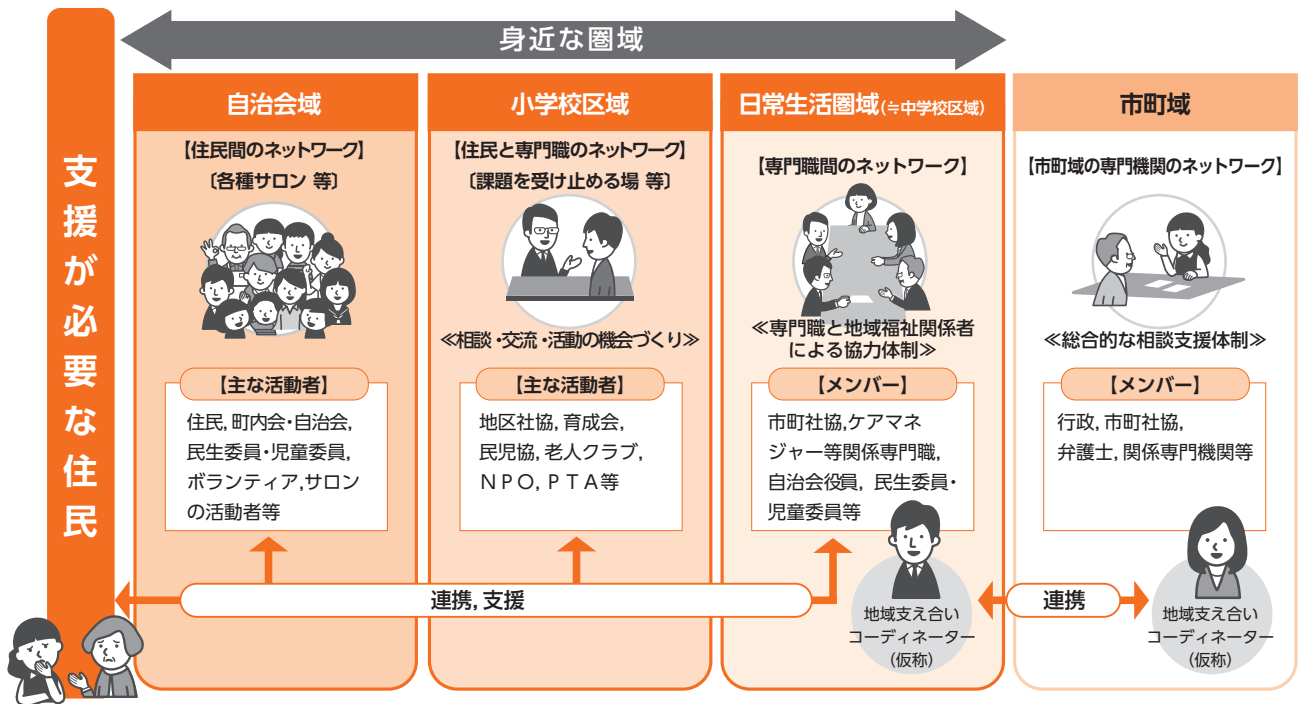 支援が必要な住民
身近な圏域
自治会域
【住民間のネットワーク】
〔各種サロン 等〕
【主な活動者】
住民, 町内会・自治会,
民生委員・児童委員,
ボランティア,サロン
の活動者等
小学校区域
【住民と専門職のネットワーク】
〔課題を受け止める場 等〕
≪相談・交流・活動の機会づくり≫
【主な活動者】
地区社協, 育成会,
民児協, 老人クラブ,
ＮＰＯ, ＰＴＡ等
日常生活圏域(≒中学校区域)
【専門職間のネットワーク】
≪専門職と地域福祉関係者
による協力体制≫
【メンバー】
市町社協,ケアマネ
ジャー等関係専門職,
自治会役員, 民生委員・
児童委員等
市町域
【市町域の専門機関のネットワーク】
≪総合的な相談支援体制≫
【メンバー】
行政, 市町社協,
弁護士, 関係専門機関等
連携, 支援
地域支え合い
コーディネーター
(仮称)
連携
地域支え合い
コーディネーター
(仮称)